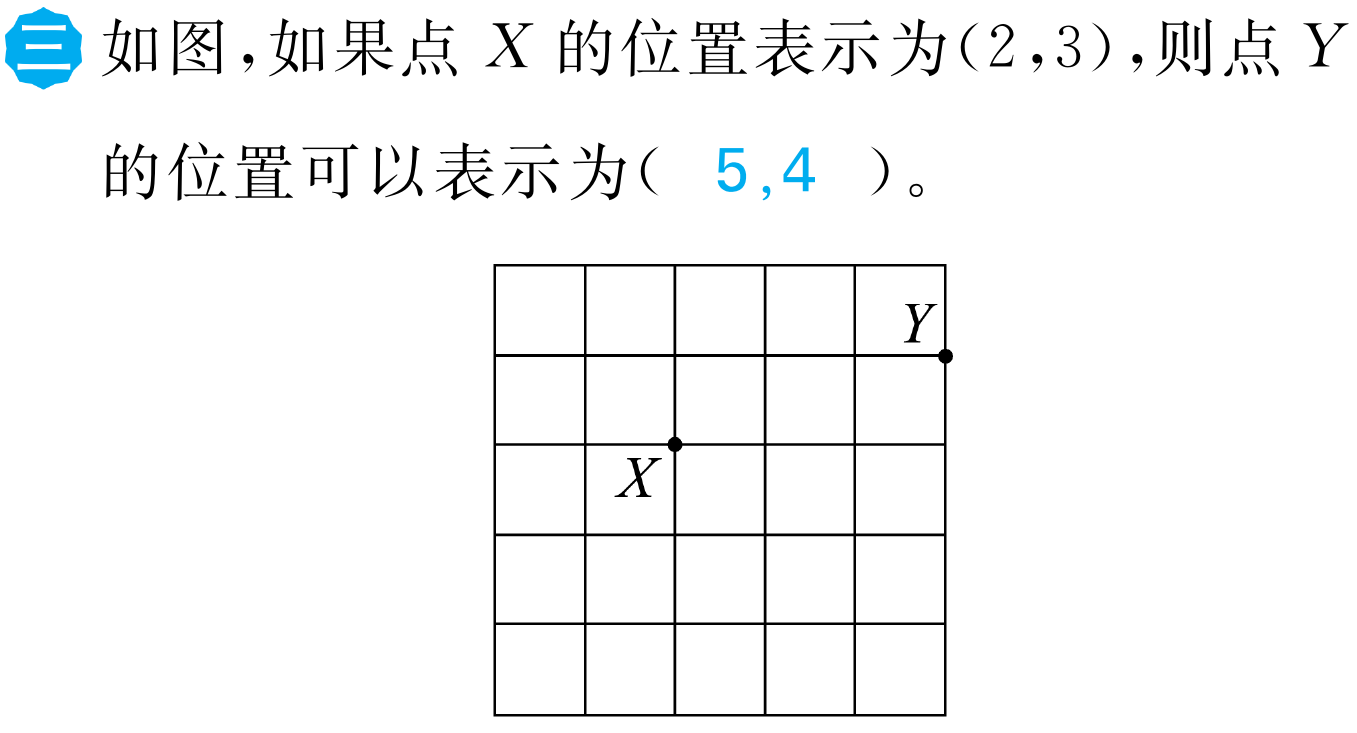 三 如图,如果点 X 的位置表示为(2,3),则点 Y
的位置可以表示为( 5,4 )。
Y
X